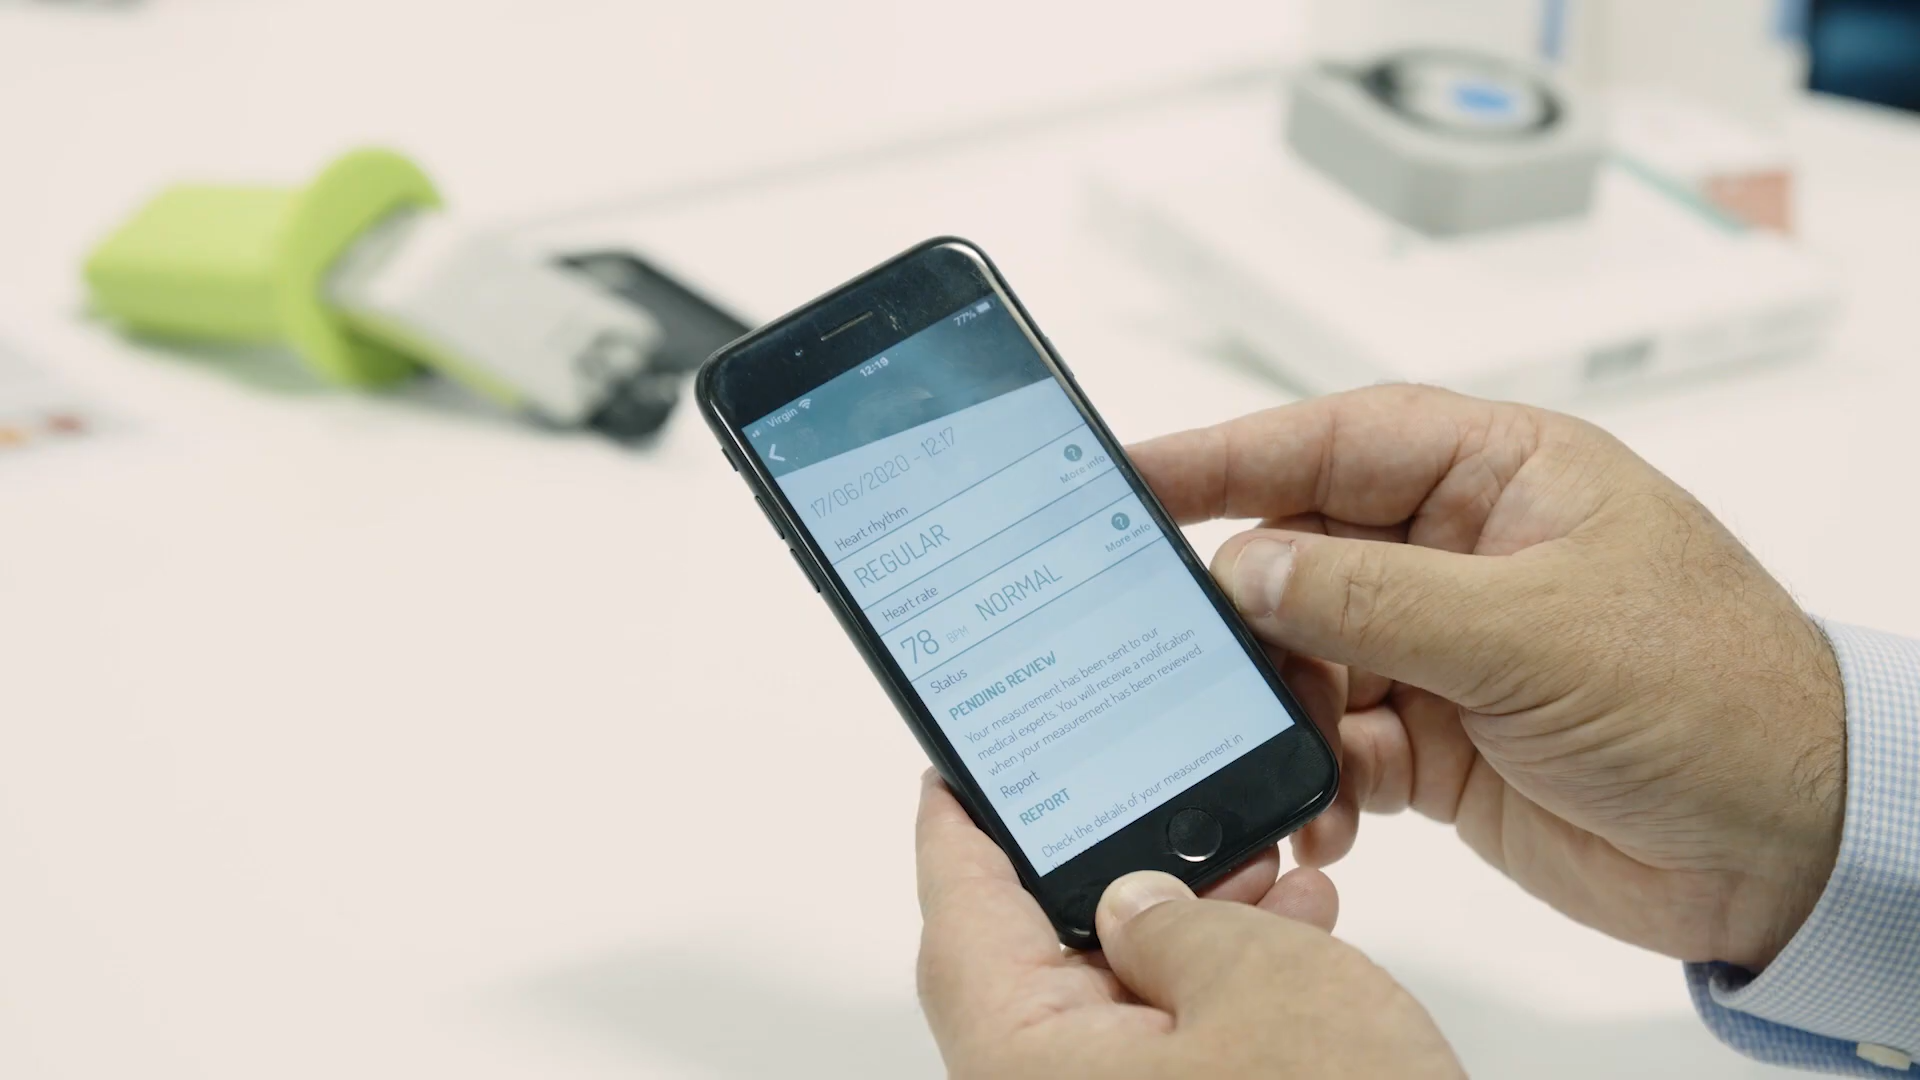 Virgin
12:19
77%
17/06/2020 - 12:17
Heart rhythm
REGULAR
More info
Heart rate
78 BPM NORMAL
More info
Status
PENDING REVIEW
Your measurement has been sent to our
medical experts. You will receive a notification
when your measurement has been reviewed.
Report
REPORT
Check the details of your measurement in